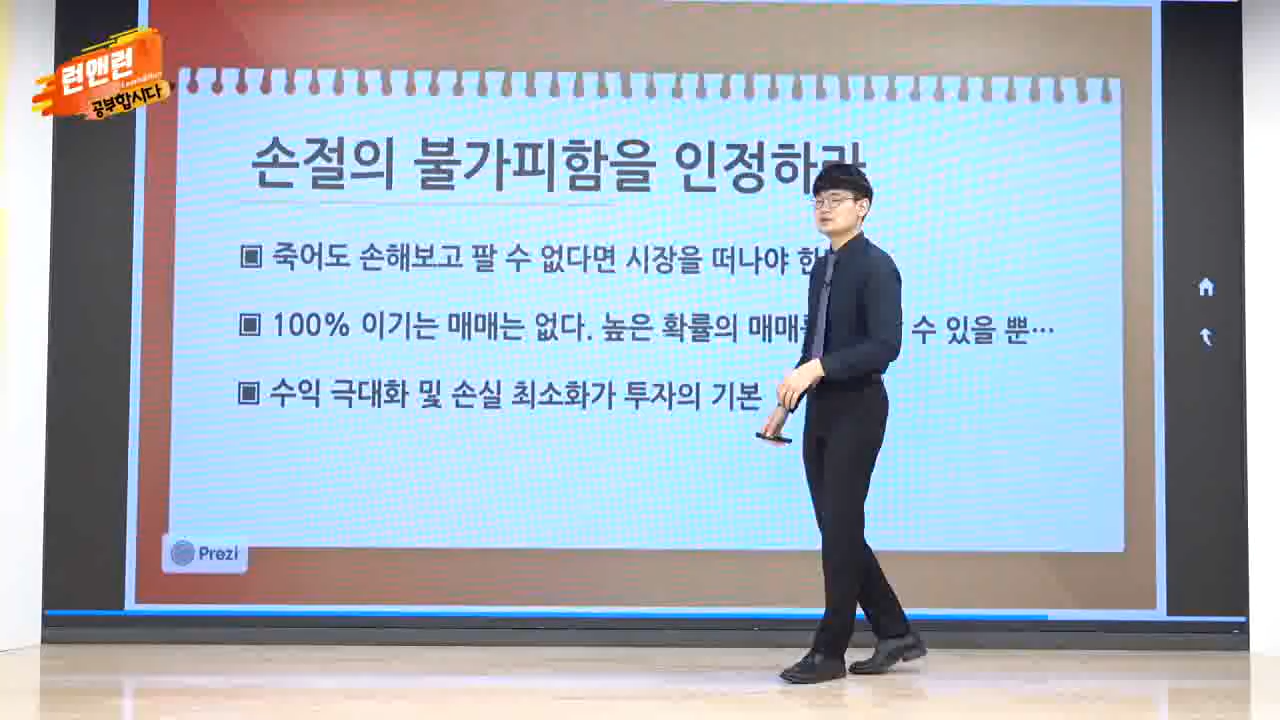 런앤런
공부합시다
손절의 불가피함을 인정하라
▣ 죽어도 손해보고 팔 수 없다면 시장을 떠나야
▣ 100% 이기는 매매는 없다. 높은 확률의 매매 수 있을 뿐…
▣ 수익 극대화 및 손실 최소화가 투자의 기본
Prezi